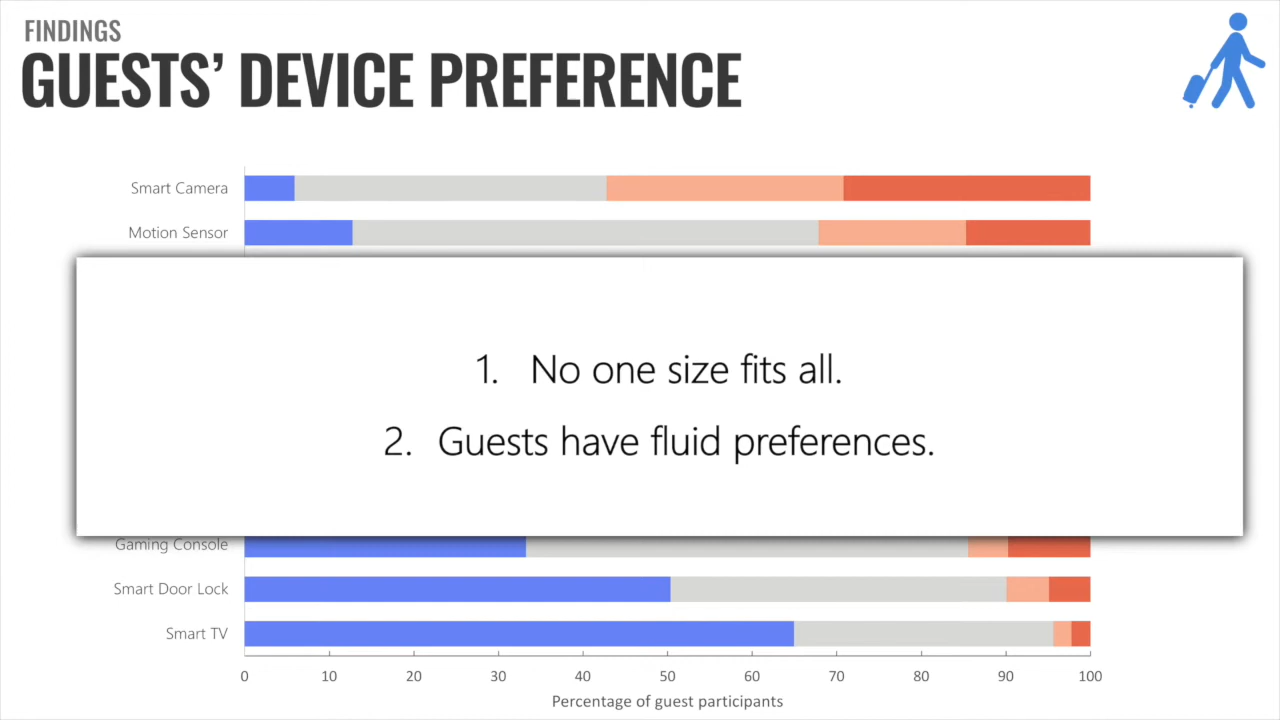 FINDINGS
GUESTS’ DEVICE PREFERENCE
Smart Camera
Motion Sensor
1. No one size fits all.
2. Guests have fluid preferences.
Gaming Console
Smart Door Lock
Smart TV
0 10 20 30 40 50 60 70 80 90 100
Percentage of guest participants